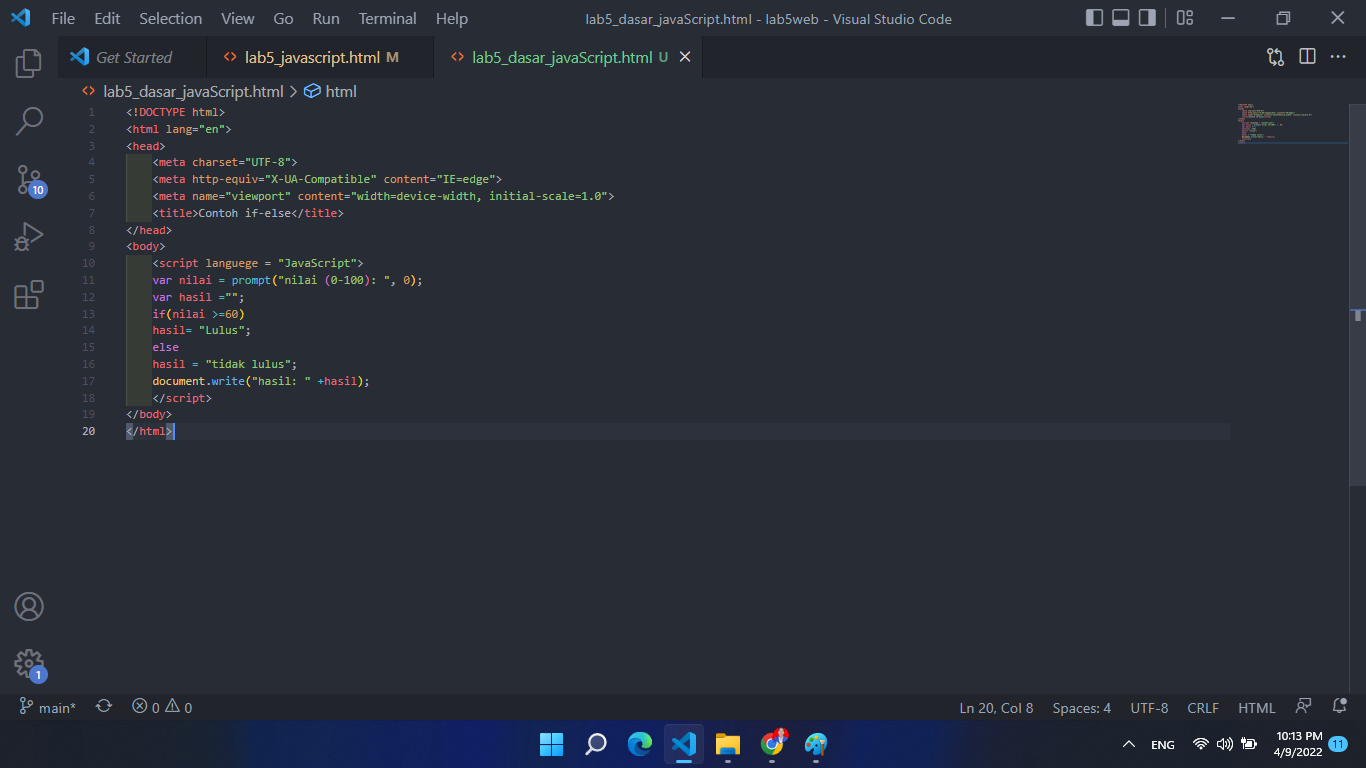 File Edit Selection View Go Run Terminal Help lab5_dasar_javaScript.html - lab5web - Visual Studio Code
Get Started lab5_javascript.html M lab5_dasar_javaScript.html U
lab5_dasar_javaScript.html > html
1 <!DOCTYPE html>
2 <html lang="en">
3 <head>
4 <meta charset="UTF-8">
5 <meta http-equiv="X-UA-Compatible" content="IE=edge">
6 <meta name="viewport" content="width=device-width, initial-scale=1.0">
7 <title>Contoh if-else</title>
8 </head>
9 <body>
10 <script languege = "JavaScript">
11 var nilai = prompt("nilai (0-100): ", 0);
12 var hasil ="";
13 if(nilai >=60)
14 hasil= "Lulus";
15 else
16 hasil = "tidak lulus";
17 document.write("hasil: " +hasil);
18 </script>
19 </body>
20 </html>
10
1
main* 0 0 Ln 20, Col 8 Spaces: 4 UTF-8 CRLF HTML
ENG 10:13 PM
4/9/2022 11